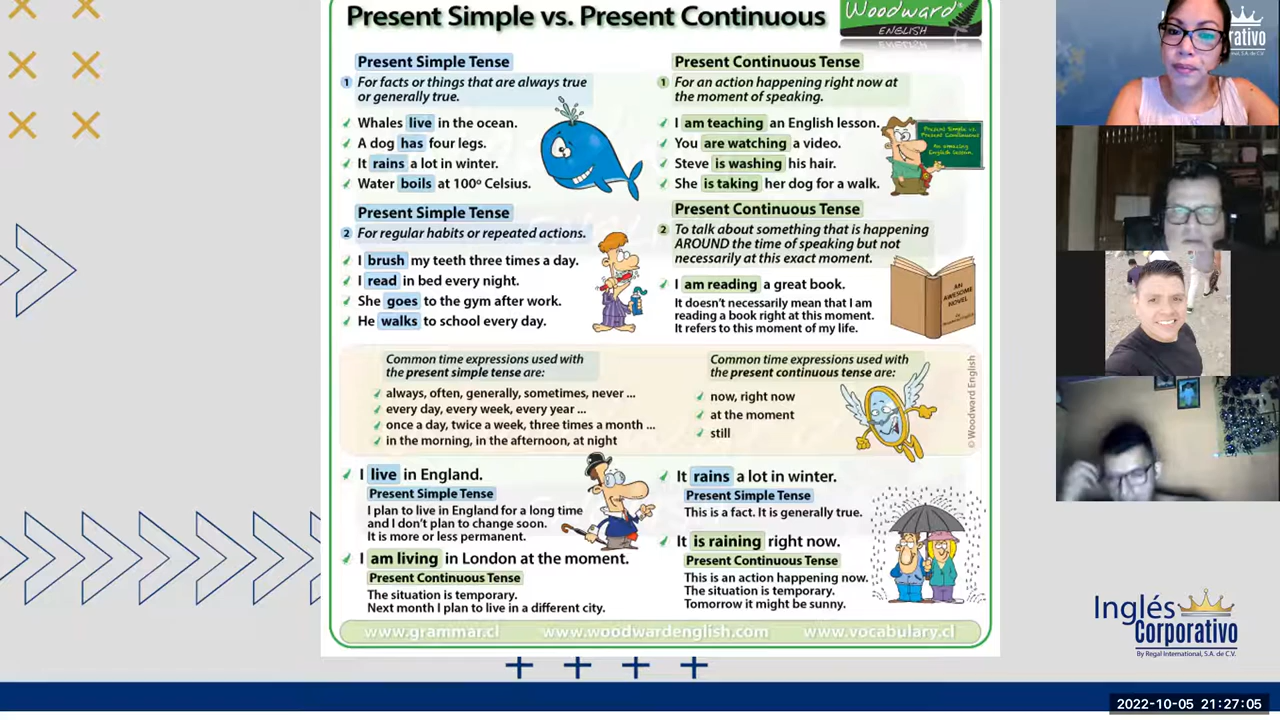 Present Simple vs. Present Continuous
Woodward®
ENGLISH
Present Simple Tense
1 For facts or things that are always true
or generally true.
Whales live in the ocean.
A dog has four legs.
It rains a lot in winter.
Water boils at 100º Celsius.
Present Continuous Tense
1 For an action happening right now at
the moment of speaking.
I am teaching an English lesson.
You are watching a video.
Steve is washing his hair.
She is taking her dog for a walk.
Present Simple vs.
Present Continuous
An amazing
English lesson.
Present Simple Tense
2 For regular habits or repeated actions.
I brush my teeth three times a day.
I read in bed every night.
She goes to the gym after work.
He walks to school every day.
Present Continuous Tense
2 To talk about something that is happening
AROUND the time of speaking but not
necessarily at this exact moment.
I am reading a great book.
It doesn't necessarily mean that I am
reading a book right at this moment.
It refers to this moment of my life.
AN
AWESOME
NOVEL
by
Common time expressions used with
the present simple tense are:
always, often, generally, sometimes, never ...
every day, every week, every year ...
once a day, twice a week, three times a month ...
in the morning, in the afternoon, at night
Common time expressions used with
the present continuous tense are:
now, right now
at the moment
still
© Woodward English
I live in England.
Present Simple Tense
I plan to live in England for a long time
and I don't plan to change soon.
It is more or less permanent.
I am living in London at the moment.
Present Continuous Tense
The situation is temporary.
Next month I plan to live in a different city.
It rains a lot in winter.
Present Simple Tense
This is a fact. It is generally true.
It is raining right now.
Present Continuous Tense
This is an action happening now.
The situation is temporary.
Tomorrow it might be sunny.
www.grammar.cl www.woodwardenglish.com www.vocabulary.cl
Inglés
Corporativo
By Regal International, S.A. de C.V.
2022-10-05 21:27:05